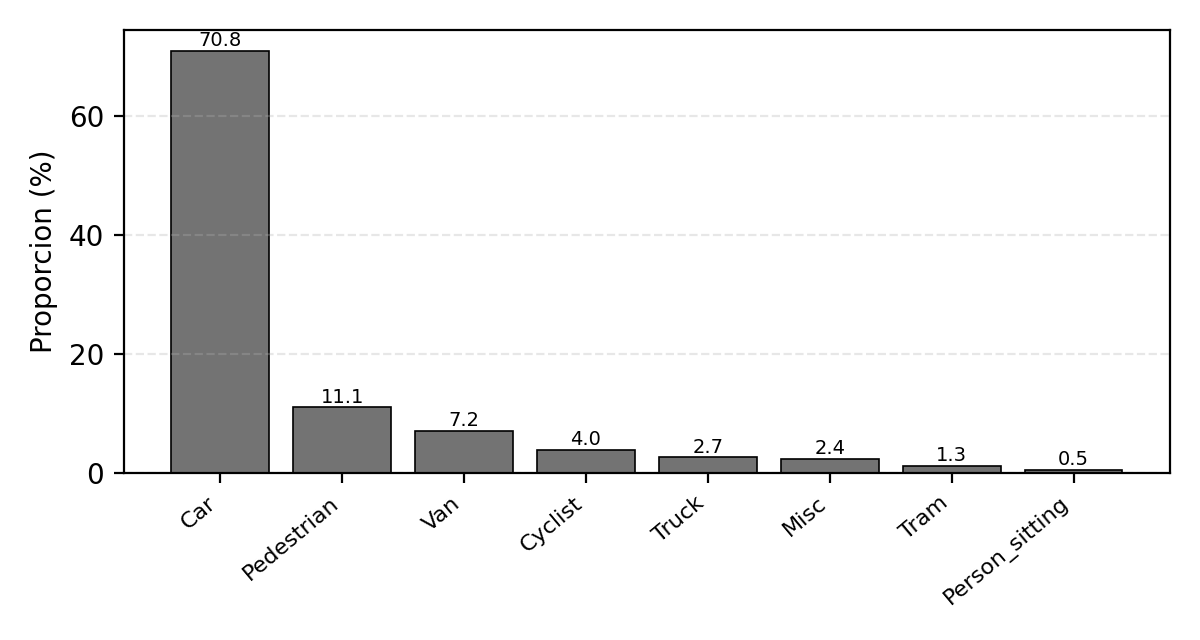 Proporcion (%)
60
40
20
0
70.8
11.1
7.2
4.0
2.7
2.4
1.3
0.5
Car
Pedestrian
Van
Cyclist
Truck
Misc
Tram
Person_sitting